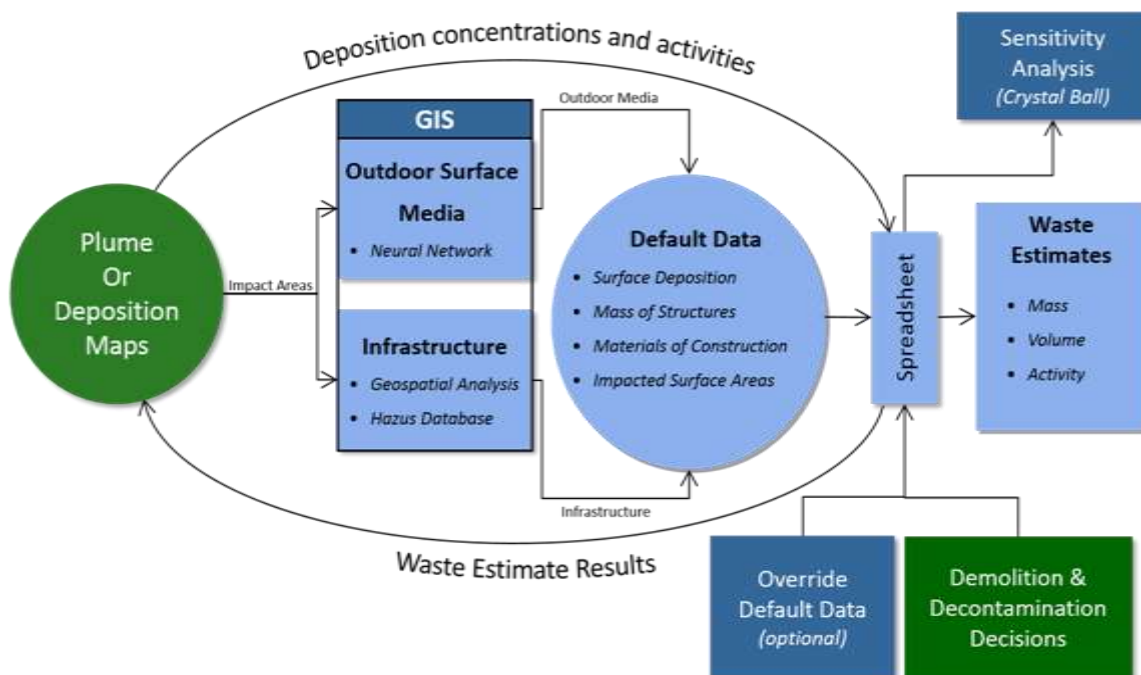 Deposition concentrations and activities
Sensitivity
Analysis
(Crystal Ball)
Outdoor Media
GIS
Outdoor Surface
Media
• Neural Network
Plume
Or
Deposition
Maps
Impact Areas
Infrastructure
• Geospatial Analysis
• Hazus Database
Default Data
• Surface Deposition
• Mass of Structures
• Materials of Construction
• Impacted Surface Areas
Spreadsheet
Waste
Estimates
• Mass
• Volume
• Activity
Infrastructure
Waste Estimate Results
Override
Default Data
(optional)
Demolition &
Decontamination
Decisions